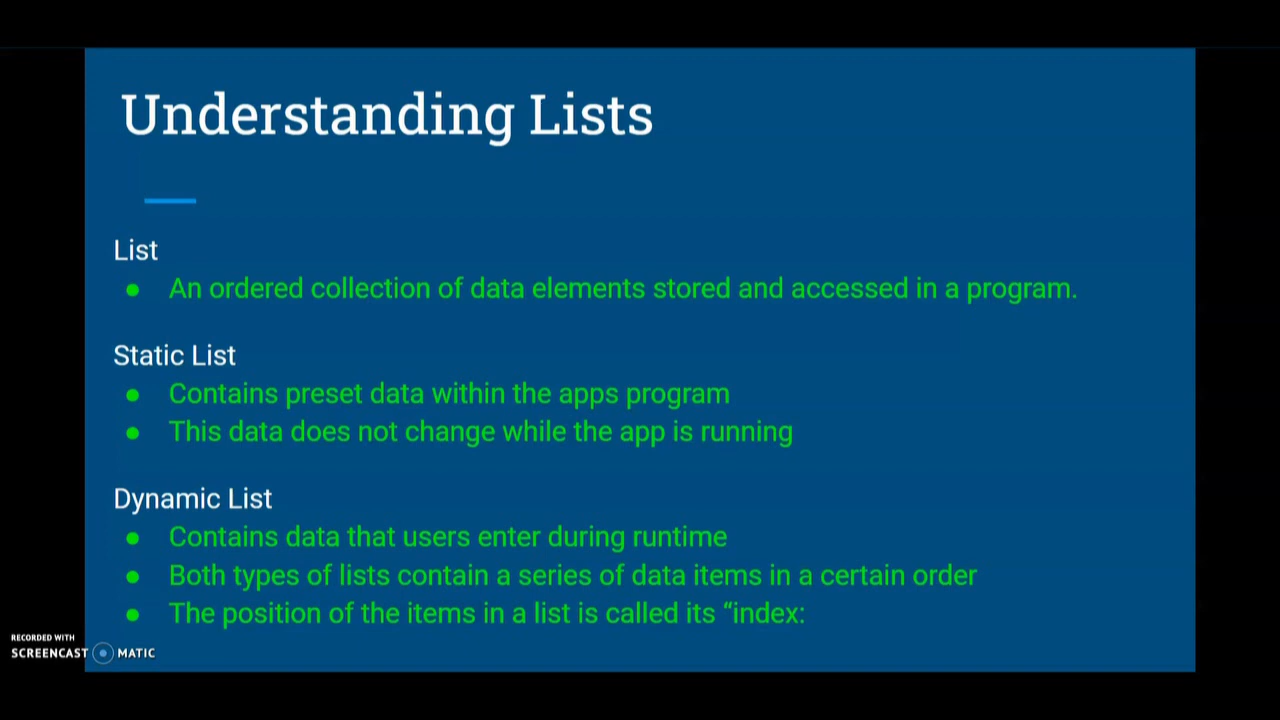 Understanding Lists
List
● An ordered collection of data elements stored and accessed in a program.
Static List
● Contains preset data within the apps program
● This data does not change while the app is running
Dynamic List
● Contains data that users enter during runtime
● Both types of lists contain a series of data items in a certain order
● The position of the items in a list is called its “index:
RECORDED WITH
SCREENCAST MATIC